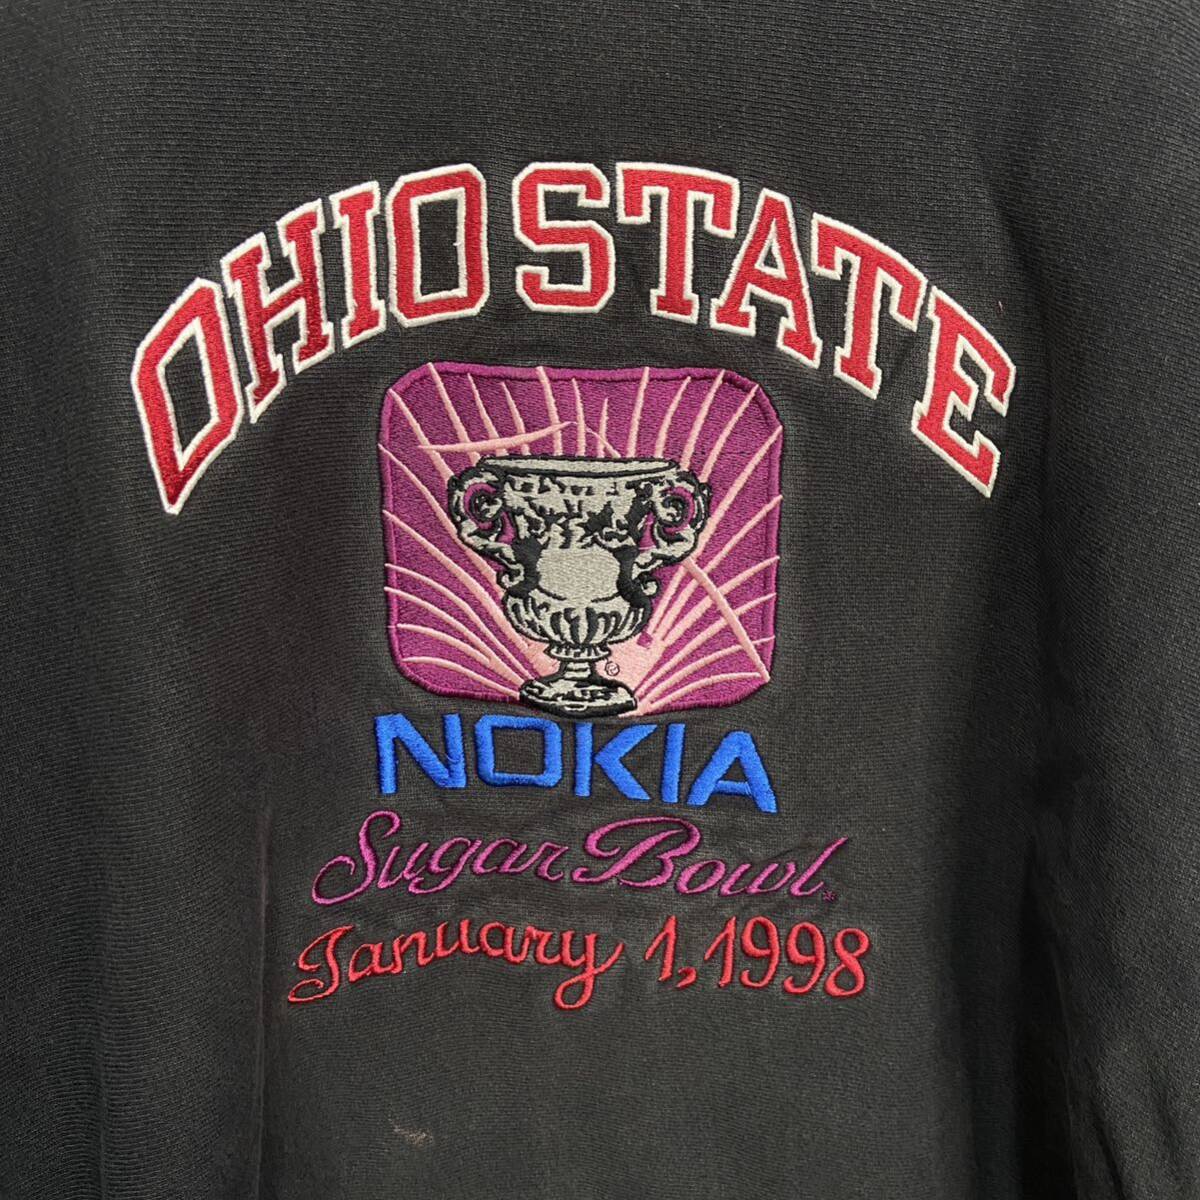 OHIO STATE
NOKIA
Sugar Bowl
January 1, 1998